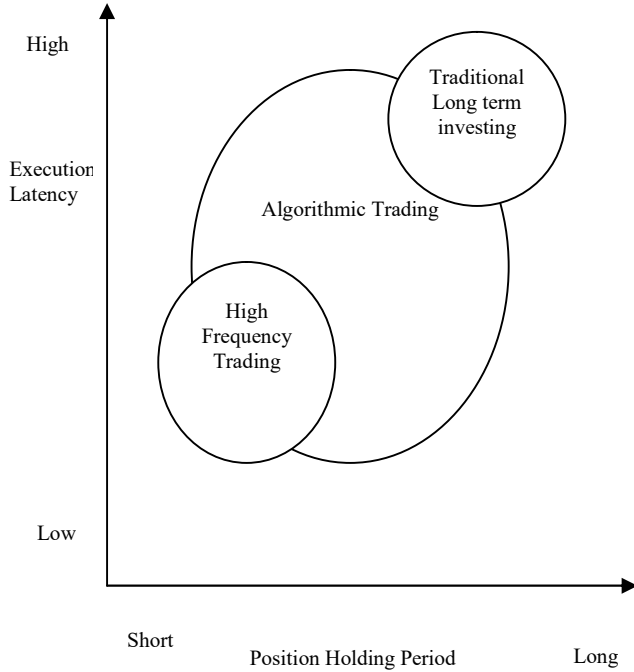 High
Traditional
Long term
investing
Execution
Latency
Algorithmic Trading
High
Frequency
Trading
Low
Short
Position Holding Period
Long